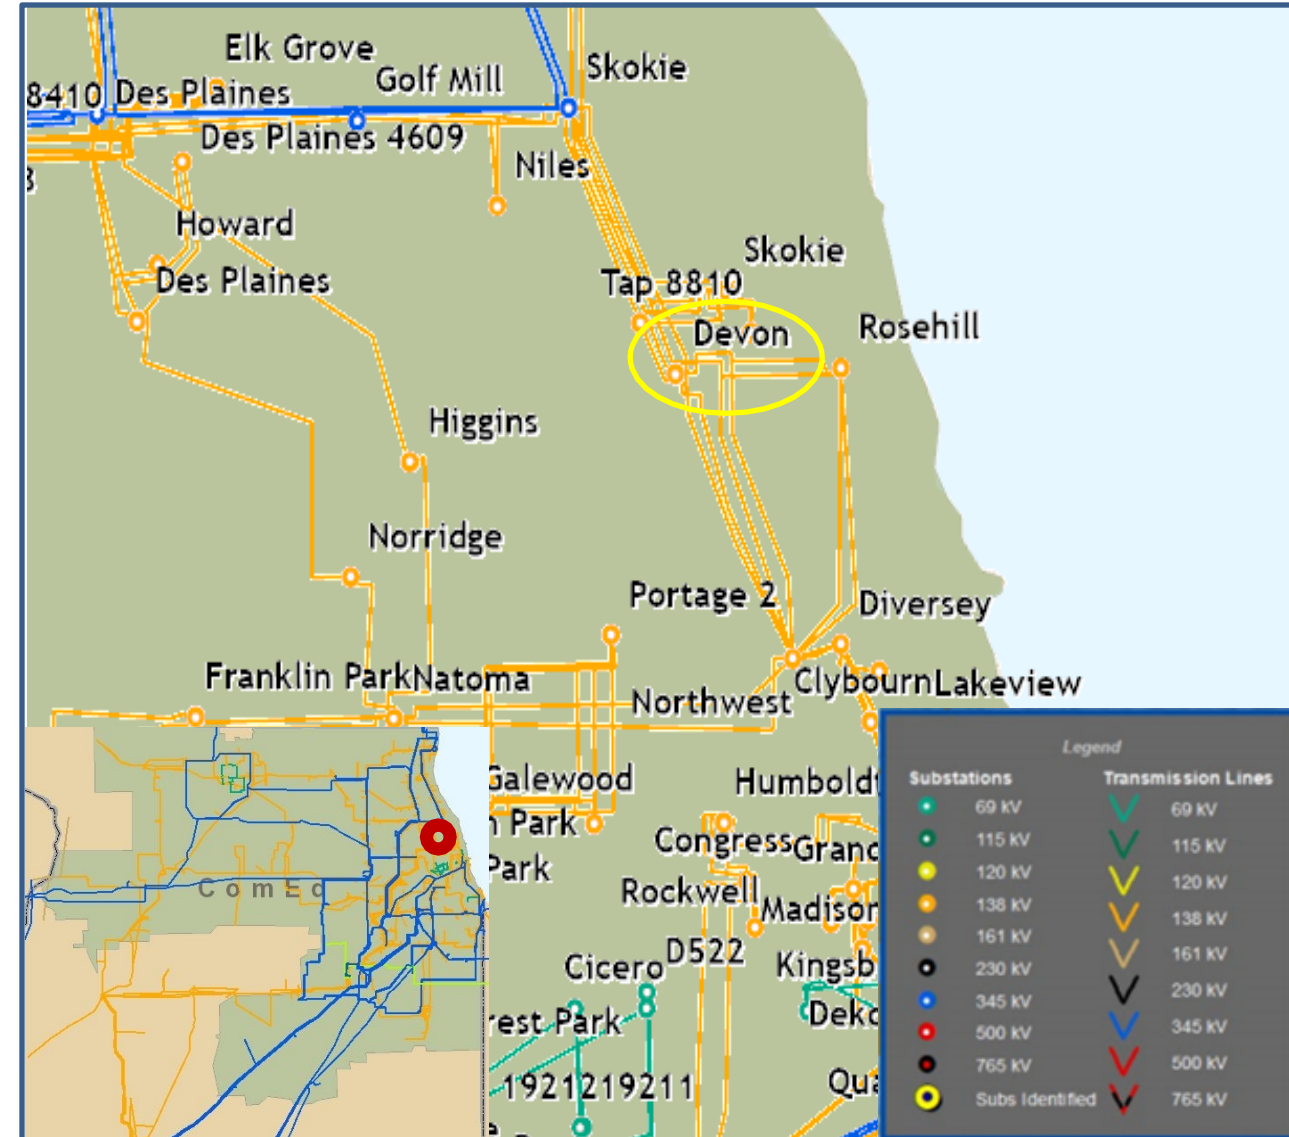 Elk Grove
Skokie
Golf Mill
8410 Des Plaines
Des Plaines 4609
Niles
Howard
Skokie
Des Plaines
Tap 8810
Devon
Rosehill
Higgins
Norridge
Portage 2
Diversey
Franklin Park
Natoma
Clybourn
Lakeview
Northwest
Galewood
Humboldt
n Park
Congress
Grand
Park
Rockwell
Madison
D522
Cicero
Kingsb
rest Park
Deko
1921219211
Qua
ComEd
Legend
Substations
Transmission Lines
69 kV
69 kV
115 kV
115 kV
120 kV
120 kV
138 kV
138 kV
161 kV
161 kV
230 kV
230 kV
345 kV
345 kV
500 kV
500 kV
765 kV
765 kV
Subs Identified